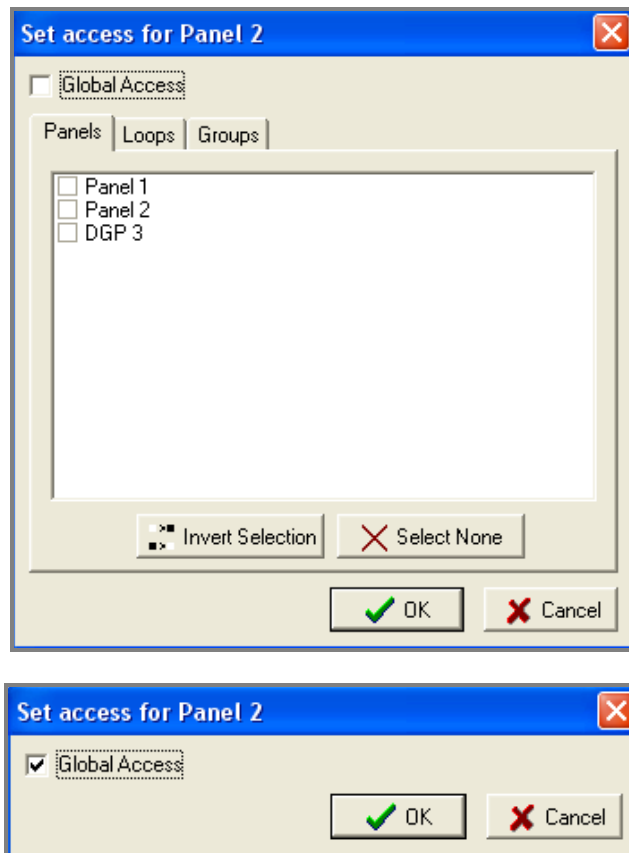 Set access for Panel 2
Global Access
Panels Loops Groups
Panel 1
Panel 2
DGP 3
Invert Selection Select None
OK Cancel
Set access for Panel 2
Global Access
OK Cancel